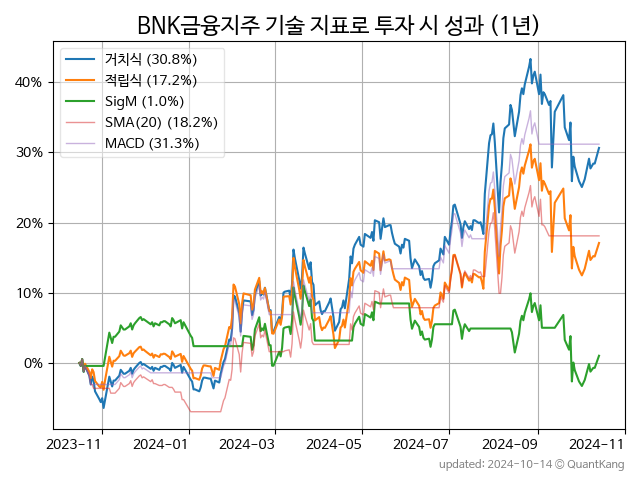 BNK금융지주 기술 지표로 투자 시 성과 (1년)
거치식 (30.8%)
적립식 (17.2%)
SigM (1.0%)
SMA(20) (18.2%)
MACD (31.3%)
40%
30%
20%
10%
0%
2023-11 2024-01 2024-03 2024-05 2024-07 2024-09 2024-11
updated: 2024-10-14 © QuantKang